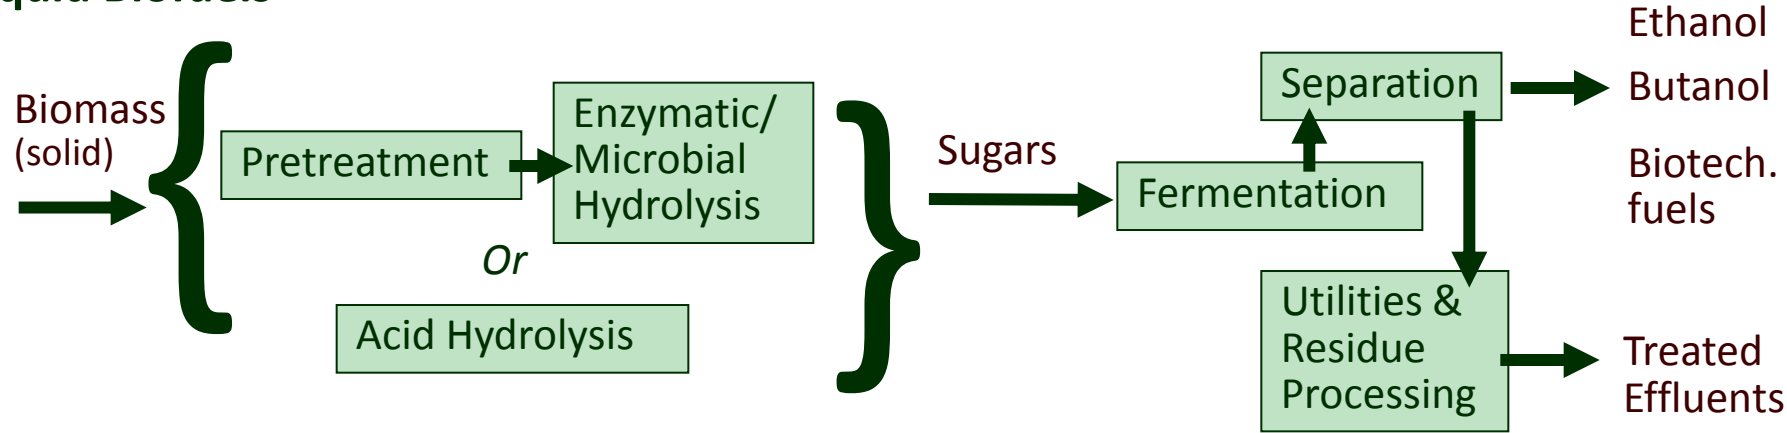 Biomass
(solid)
Pretreatment
Enzymatic/
Microbial
Hydrolysis
Or
Acid Hydrolysis
Sugars
Fermentation
Separation
Utilities &
Residue
Processing
Ethanol
Butanol
Biotech.
fuels
Treated
Effluents